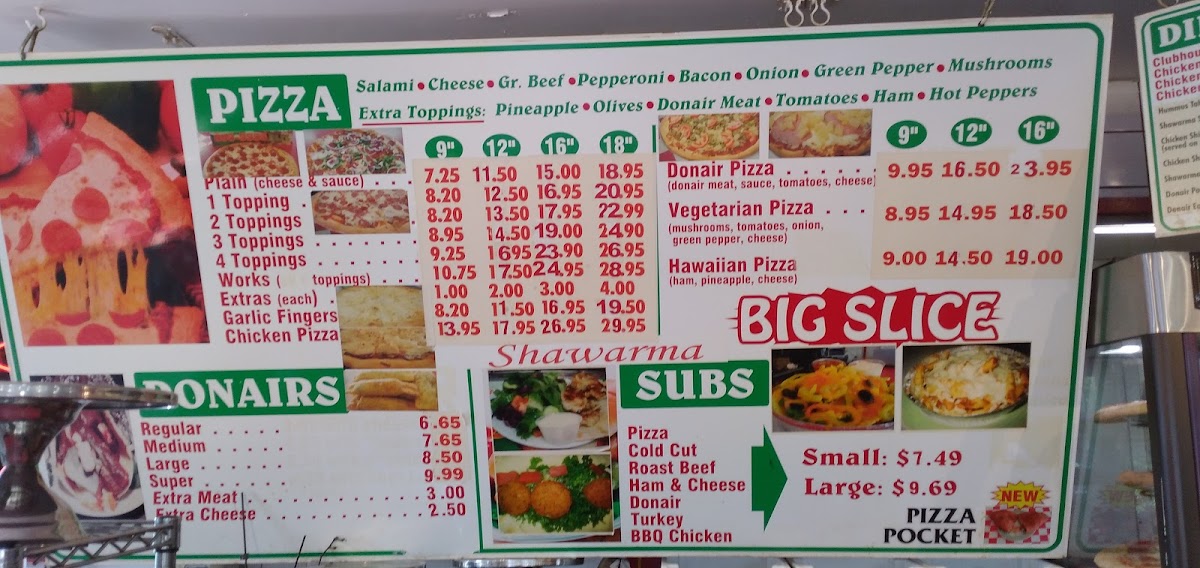 PIZZA
Salami • Cheese • Gr. Beef • Pepperoni • Bacon • Onion • Green Pepper • Mushrooms
Extra Toppings: Pineapple • Olives • Donair Meat • Tomatoes • Ham • Hot Peppers
9" 12" 16" 18"
Plain (cheese & sauce) . . . . 7.25 11.50 15.00 18.95
1 Topping . 8.20 12.50 16.95 20.95
2 Toppings 8.20 13.50 17.95 22.99
3 Toppings . . . . . . . . 8.95 14.50 19.00 24.90
4 Toppings . . . . . . . . 9.25 16.95 23.90 26.95
Works ( toppings) 10.75 17.50 24.95 28.95
Extras (each) . 1.00 2.00 3.00 4.00
Garlic Fingers 8.20 11.50 16.95 19.50
Chicken Pizza 13.95 17.95 26.95 29.95
9" 12" 16"
Donair Pizza . . . . . . 9.95 16.50 23.95
(donair meat, sauce, tomatoes, cheese)
Vegetarian Pizza . . . 8.95 14.95 18.50
(mushrooms, tomatoes, onion,
green pepper, cheese)
Hawaiian Pizza 9.00 14.50 19.00
(ham, pineapple, cheese)
BIG SLICE
DONAIRS
Regular . . . . . 6.65
Medium . . . . . 7.65
Large . . . . . . 8.50
Super . . . . . . 9.99
Extra Meat . . . . . . . . . . . . 3.00
Extra Cheese . . . . . . . . . . . 2.50
Shawarma
SUBS
Pizza
Cold Cut
Roast Beef
Ham & Cheese
Donair
Turkey
BBQ Chicken
Small: $7.49
Large: $9.69
NEW
PIZZA
POCKET
Chicken
Chicken
Chicken